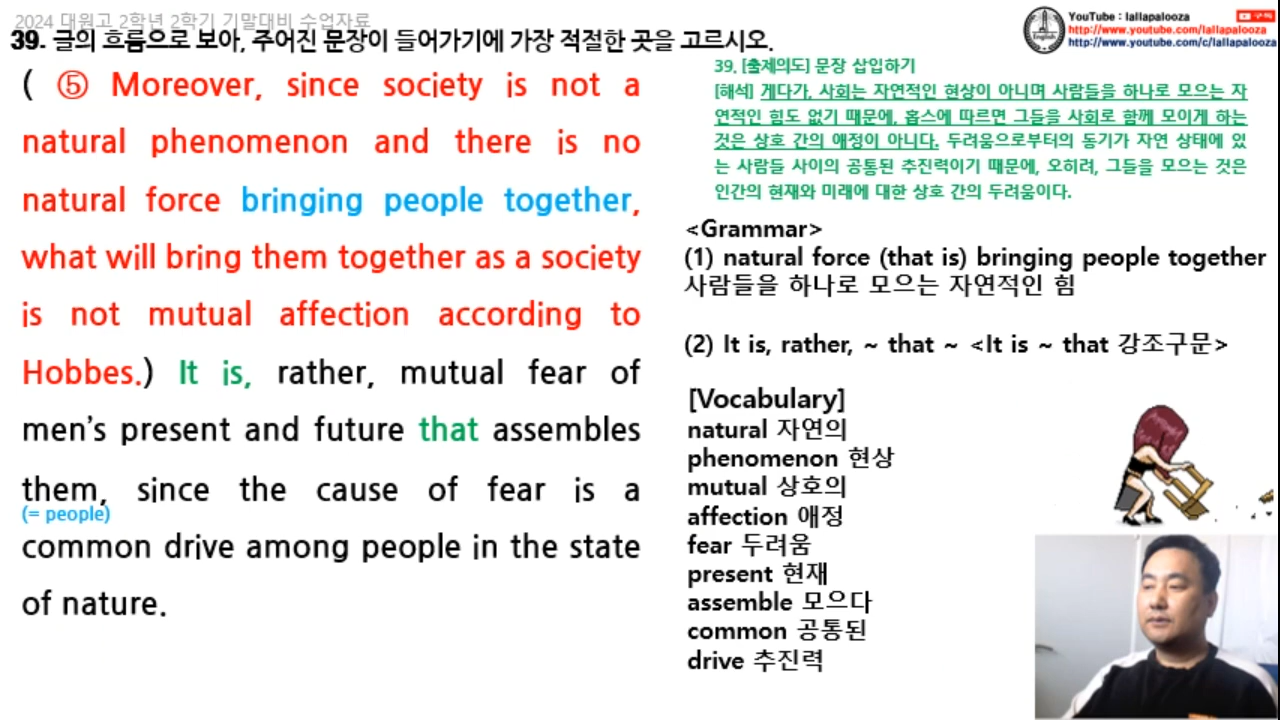 2024 대원고 2학년 2학기 기말대비 수업자료
39. 글의 흐름으로 보아, 주어진 문장이 들어가기에 가장 적절한 곳을 고르시오.
YouTube : lallapalooza
http://www.youtube.com/lallapalooza
http://www.youtube.com/c/lallapalooza
( ⑤ Moreover, since society is not a
natural phenomenon and there is no
natural force bringing people together,
what will bring them together as a society
is not mutual affection according to
Hobbes.) It is, rather, mutual fear of
men's present and future that assembles
them, since the cause of fear is a
(= people)
common drive among people in the state
of nature.
39. [출제의도] 문장 삽입하기
[해석] 게다가, 사회는 자연적인 현상이 아니며 사람들을 하나로 모으는 자
연적인 힘도 없기 때문에, 홉스에 따르면 그들을 사회로 함께 모이게 하는
것은 상호 간의 애정이 아니다. 두려움으로부터의 동기가 자연 상태에 있
는 사람들 사이의 공통된 추진력이기 때문에, 오히려, 그들을 모으는 것은
인간의 현재와 미래에 대한 상호 간의 두려움이다.
<Grammar>
(1) natural force (that is) bringing people together
사람들을 하나로 모으는 자연적인 힘
(2) It is, rather, ~ that ~ <It is ~ that 강조구문>
[Vocabulary]
natural 자연의
phenomenon 현상
mutual 상호의
affection 애정
fear 두려움
present 현재
assemble 모으다
common 공통된
drive 추진력